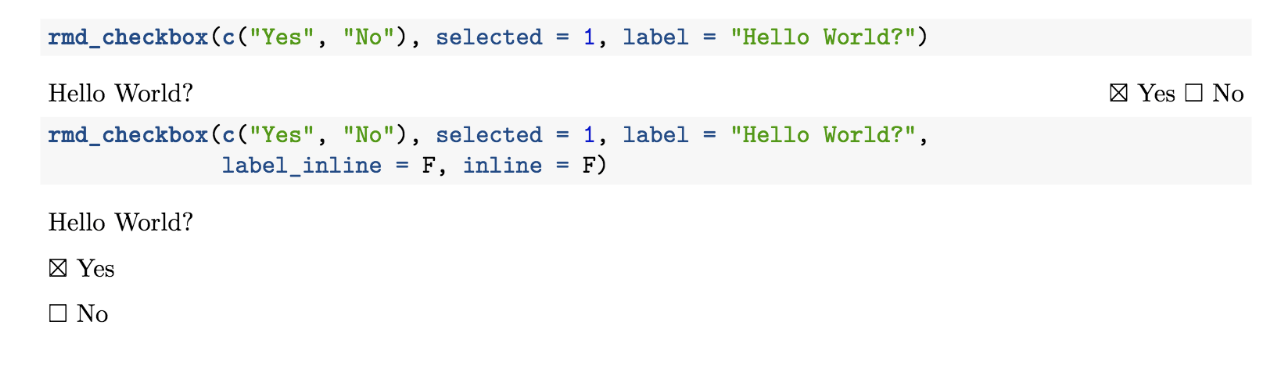 rmd_checkbox(c("Yes", "No"), selected = 1, label = "Hello World?")
Hello World? ☒ Yes ☐ No
rmd_checkbox(c("Yes", "No"), selected = 1, label = "Hello World?",
label_inline = F, inline = F)
Hello World?
☒ Yes
☐ No